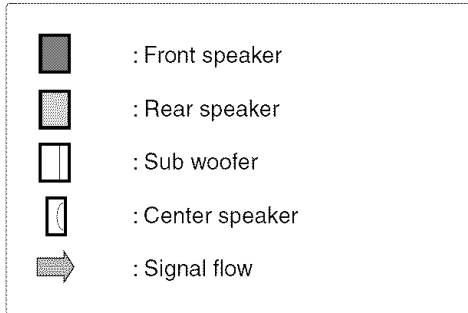 : Front speaker
: Rear speaker
: Sub woofer
: Center speaker
: Signal flow